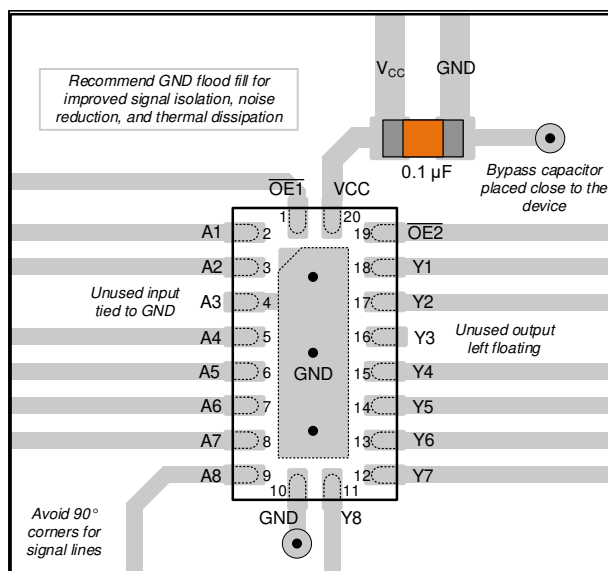 Recommend GND flood fill for
improved signal isolation, noise
reduction, and thermal dissipation
VCC GND
0.1 µF
Bypass capacitor
placed close to the
device
OE1 VCC
1 20
A1 2 19 OE2
A2 3 18 Y1
Unused input
tied to GND
A3 4 17 Y2
A4 5 16 Y3
Unused output
left floating
A5 6 GND 15 Y4
A6 7 14 Y5
A7 8 13 Y6
A8 9 12 Y7
10 11
GND Y8
Avoid 90°
corners for
signal lines